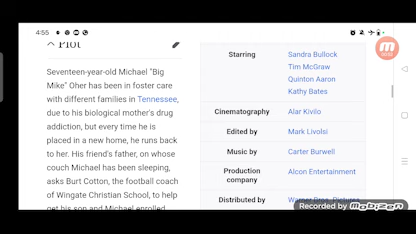 4:55
Plot
Seventeen-year-old Michael "Big
Mike" Oher has been in foster care
with different families in Tennessee,
due to his biological mother's drug
addiction, but every time he is
placed in a new home, he runs back
to her. His friend's father, on whose
couch Michael has been sleeping,
asks Burt Cotton, the football coach
of Wingate Christian School, to help
get his son and Michael enrolled
Starring
Sandra Bullock
Tim McGraw
Quinton Aaron
Kathy Bates
Cinematography
Alar Kivilo
Edited by
Mark Livolsi
Music by
Carter Burwell
Production
company
Alcon Entertainment
Distributed by
Warner Bros. Pictures
Recorded by
Mobizen